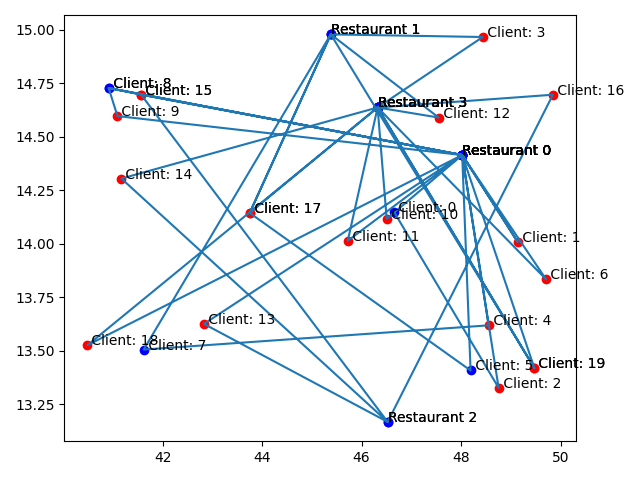 15.00
14.75
14.50
14.25
14.00
13.75
13.50
13.25
42
44
46
48
50
Restaurant 1
Client: 3
Client: 8
Client: 15
Client: 16
Client: 9
Restaurant 3
Client: 12
Restaurant 0
Client: 14
Client: 17
Client: 0
Client: 10
Client: 11
Client: 1
Client: 6
Client: 13
Client: 4
Client: 18
Client: 7
Client: 5
Client: 19
Client: 2
Restaurant 2